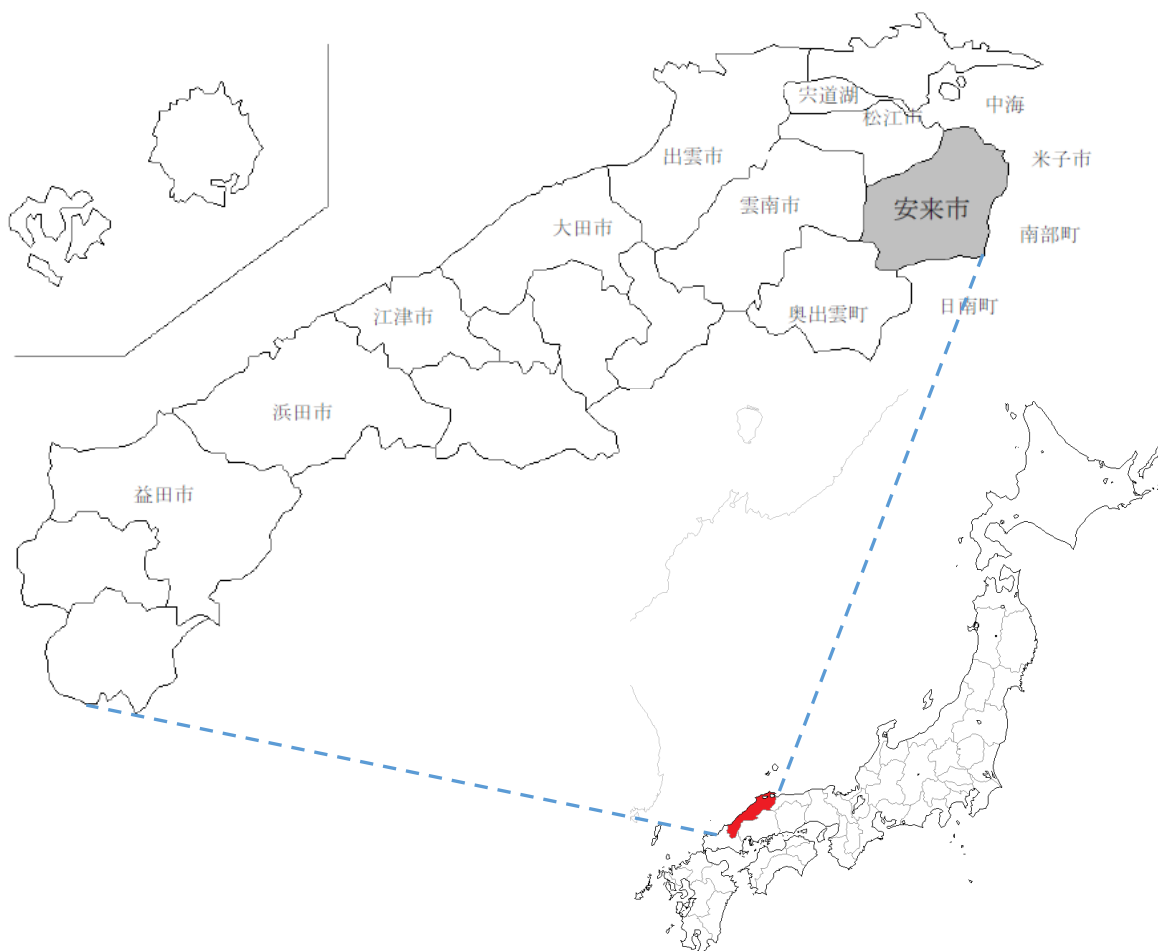 宍道湖
中海
松江市
出雲市
米子市
雲南市
安来市
大田市
南部町
日南町
奥出雲町
江津市
浜田市
益田市